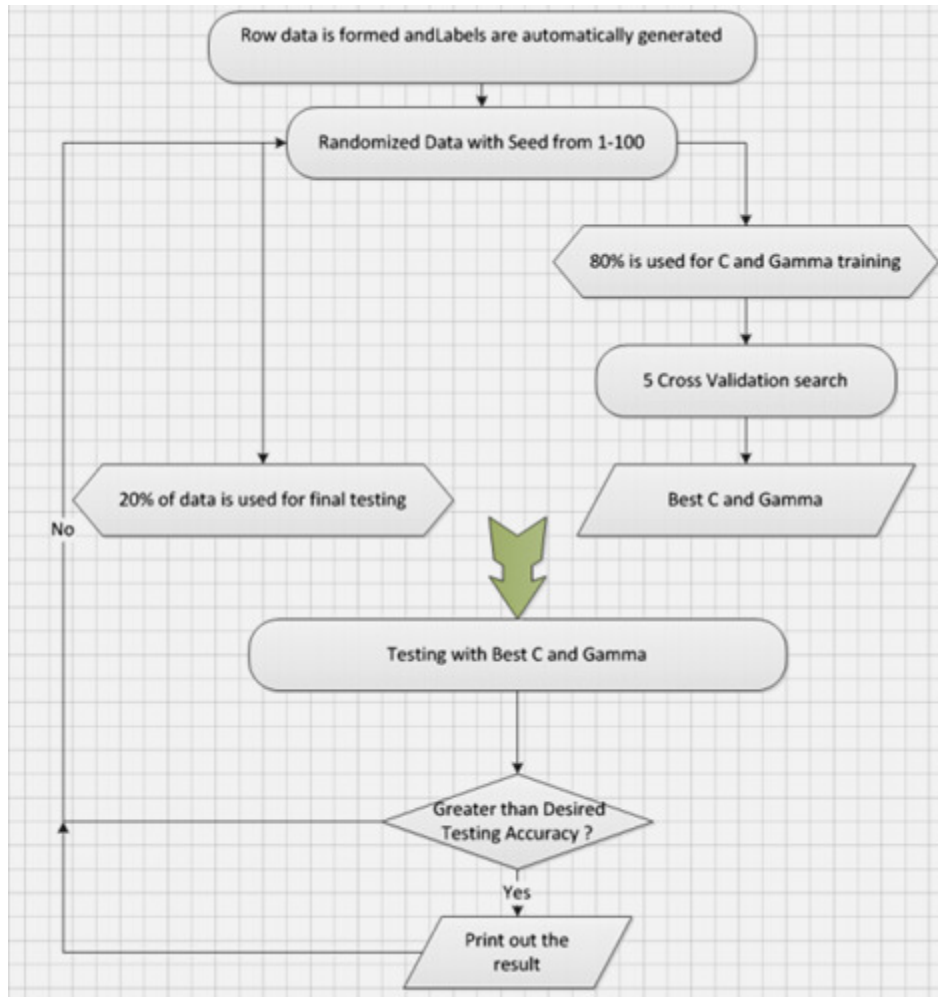 Row data is formed andLabels are automatically generated
Randomized Data with Seed from 1-100
80% is used for C and Gamma training
5 Cross Validation search
20% of data is used for final testing
Best C and Gamma
No
Testing with Best C and Gamma
Greater than Desired
Testing Accuracy ?
Yes
Print out the
result